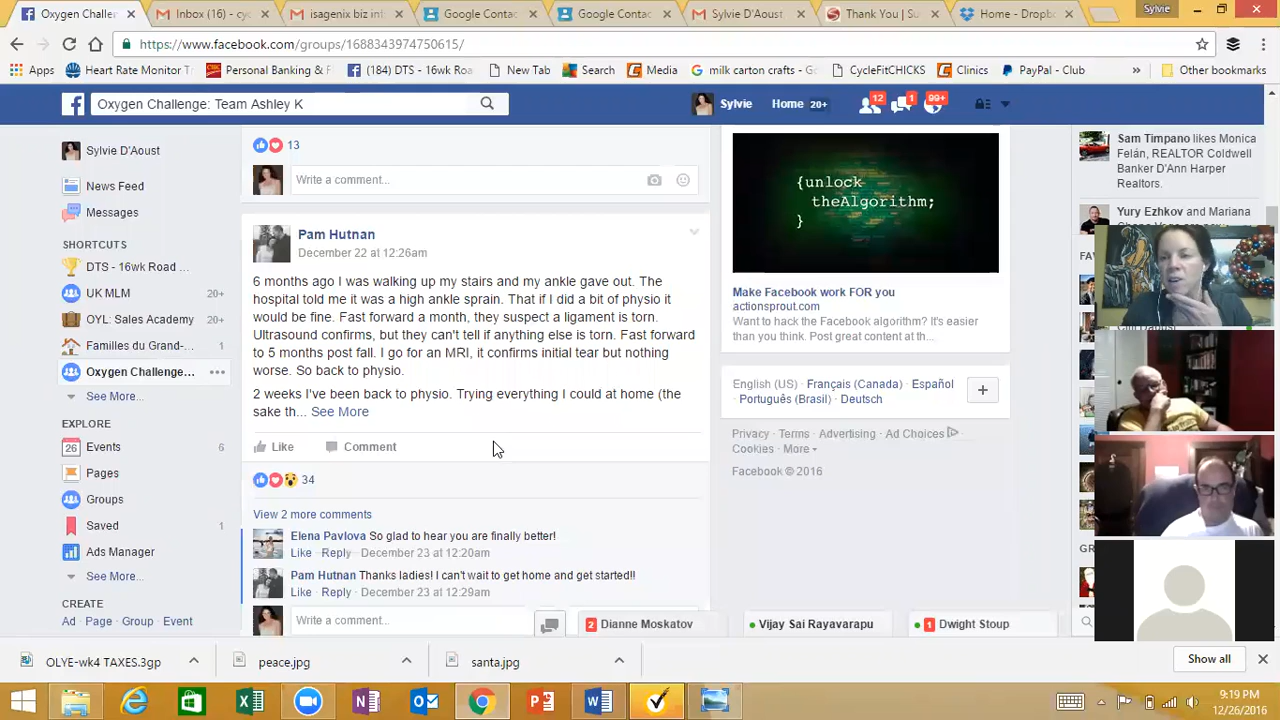 Oxygen Challenge: Team
Inbox (16) - cyc
isagenix biz inf
Google Contac
Google Contac
Sylvie D'Aoust
Thank You | Su
Home - Dropbo
Sylvie
https://www.facebook.com/groups/1688343974750615/
Apps
Heart Rate Monitor T
Personal Banking & F
(184) DTS - 16wk Roa
New Tab
Search
Media
milk carton crafts - G
CycleFitCHICKS
Clinics
PayPal - Club
»
Other bookmarks
Oxygen Challenge: Team Ashley K
Sylvie
Home 20+
12
1
99+
Sylvie D'Aoust
News Feed
Messages
SHORTCUTS
DTS - 16wk Road ...
UK MLM 20+
CYL: Sales Academy 20+
Familles du Grand-... 1
Oxygen Challenge...
See More...
EXPLORE
26 Events 6
Pages
Groups
Saved 1
Ads Manager
See More...
CREATE
Ad · Page · Group · Event
13
Write a comment...
Pam Hutnan
December 22 at 12:26am
6 months ago I was walking up my stairs and my ankle gave out. The
hospital told me it was a high ankle sprain. That if I did a bit of physio it
would be fine. Fast forward a month, they suspect a ligament is torn.
Ultrasound confirms, but they can't tell if anything else is torn. Fast forward
to 5 months post fall. I go for an MRI, it confirms initial tear but nothing
worse. So back to physio.
2 weeks I've been back to physio. Trying everything I could at home (the
sake th... See More
Like Comment
34
View 2 more comments
Elena Pavlova So glad to hear you are finally better!
Like · Reply · December 23 at 12:20am
Pam Hutnan Thanks ladies! I can't wait to get home and get started!!
Like · Reply · December 23 at 12:29am
Write a comment...
{unlock
theAlgorithm;
}
Make Facebook work FOR you
actionsprout.com
Want to hack the Facebook algorithm? It's easier
than you think. Post great content at th...
English (US) · Français (Canada) · Español ·
Português (Brasil) · Deutsch
+
Privacy · Terms · Advertising · Ad Choices ·
Cookies · More
Facebook © 2016
Sam Timpano likes Monica
Felán, REALTOR Coldwell
Banker D'Ann Harper
Realtors.
Yury Ezhkov and Mariana
FA
GR
2 Dianne Moskatov
Vijay Sai Rayavarapu
1 Dwight Stoup
OLYE-wk4 TAXES.3gp
peace.jpg
santa.jpg
Show all
9:19 PM
12/26/2016